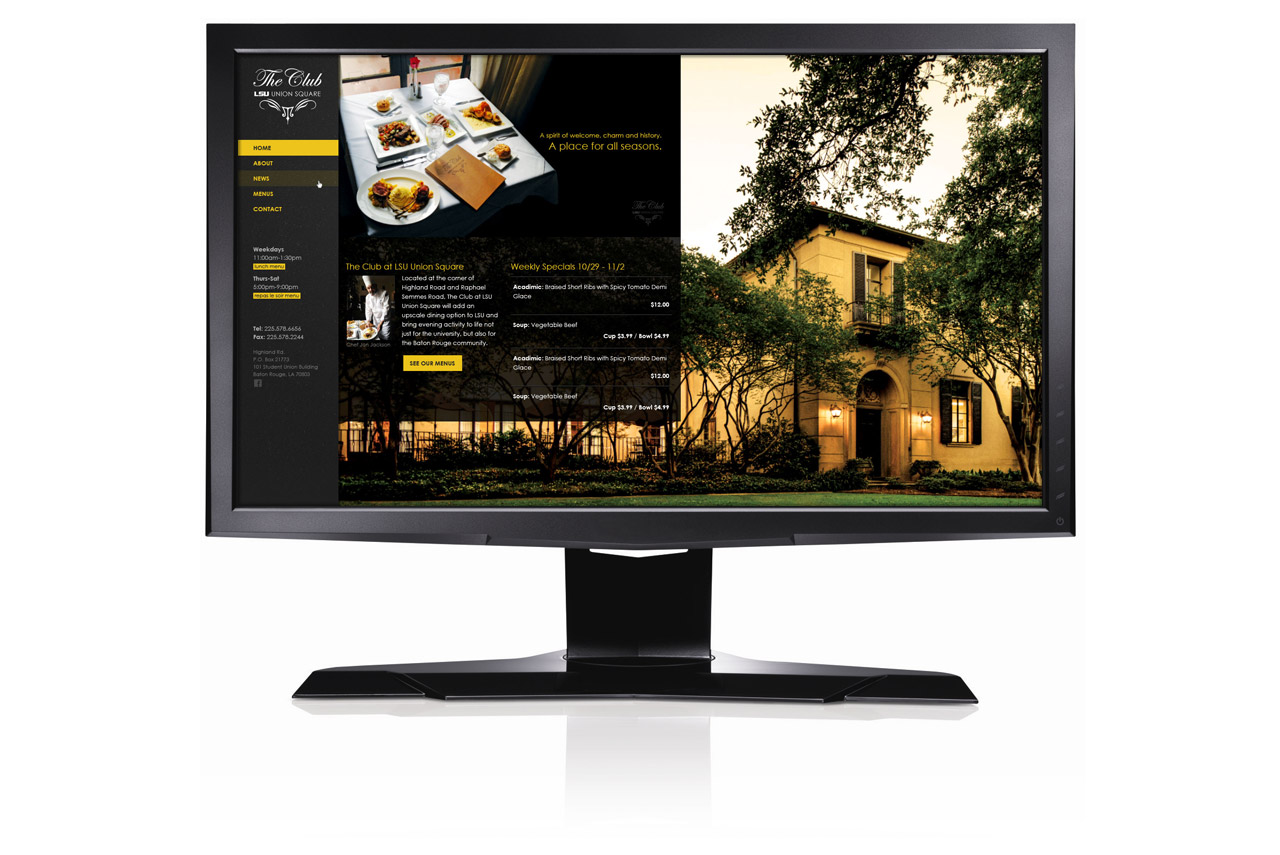 The Club
LSU UNION SQUARE
HOME
ABOUT
NEWS
MENUS
CONTACT
Weekdays
11:00am-1:30pm
lunch menu
Thurs-Sat
5:00pm-9:00pm
repas le soir menu
Tel: 225.578.6656
Fax: 225.578.2244
Highland Rd.
P.O. Box 21773
101 Student Union Building
Baton Rouge, LA 70803
A spirit of welcome, charm and history.
A place for all seasons.
The Club
LSU UNION SQUARE
The Club at LSU Union Square
Located at the corner of
Highland Road and Raphael
Semmes Road, The Club at LSU
Union Square will add an
upscale dining option to LSU and
bring evening activity to life not
just for the university, but also for
the Baton Rouge community.
Chef Jon Jackson
SEE OUR MENUS
Weekly Specials 10/29 - 11/2
Acadimic: Braised Short Ribs with Spicy Tomato Demi
Glace
$12.00
Soup: Vegetable Beef
Cup $3.99 / Bowl $4.99
Acadimic: Braised Short Ribs with Spicy Tomato Demi
Glace
$12.00
Soup: Vegetable Beef
Cup $3.99 / Bowl $4.99